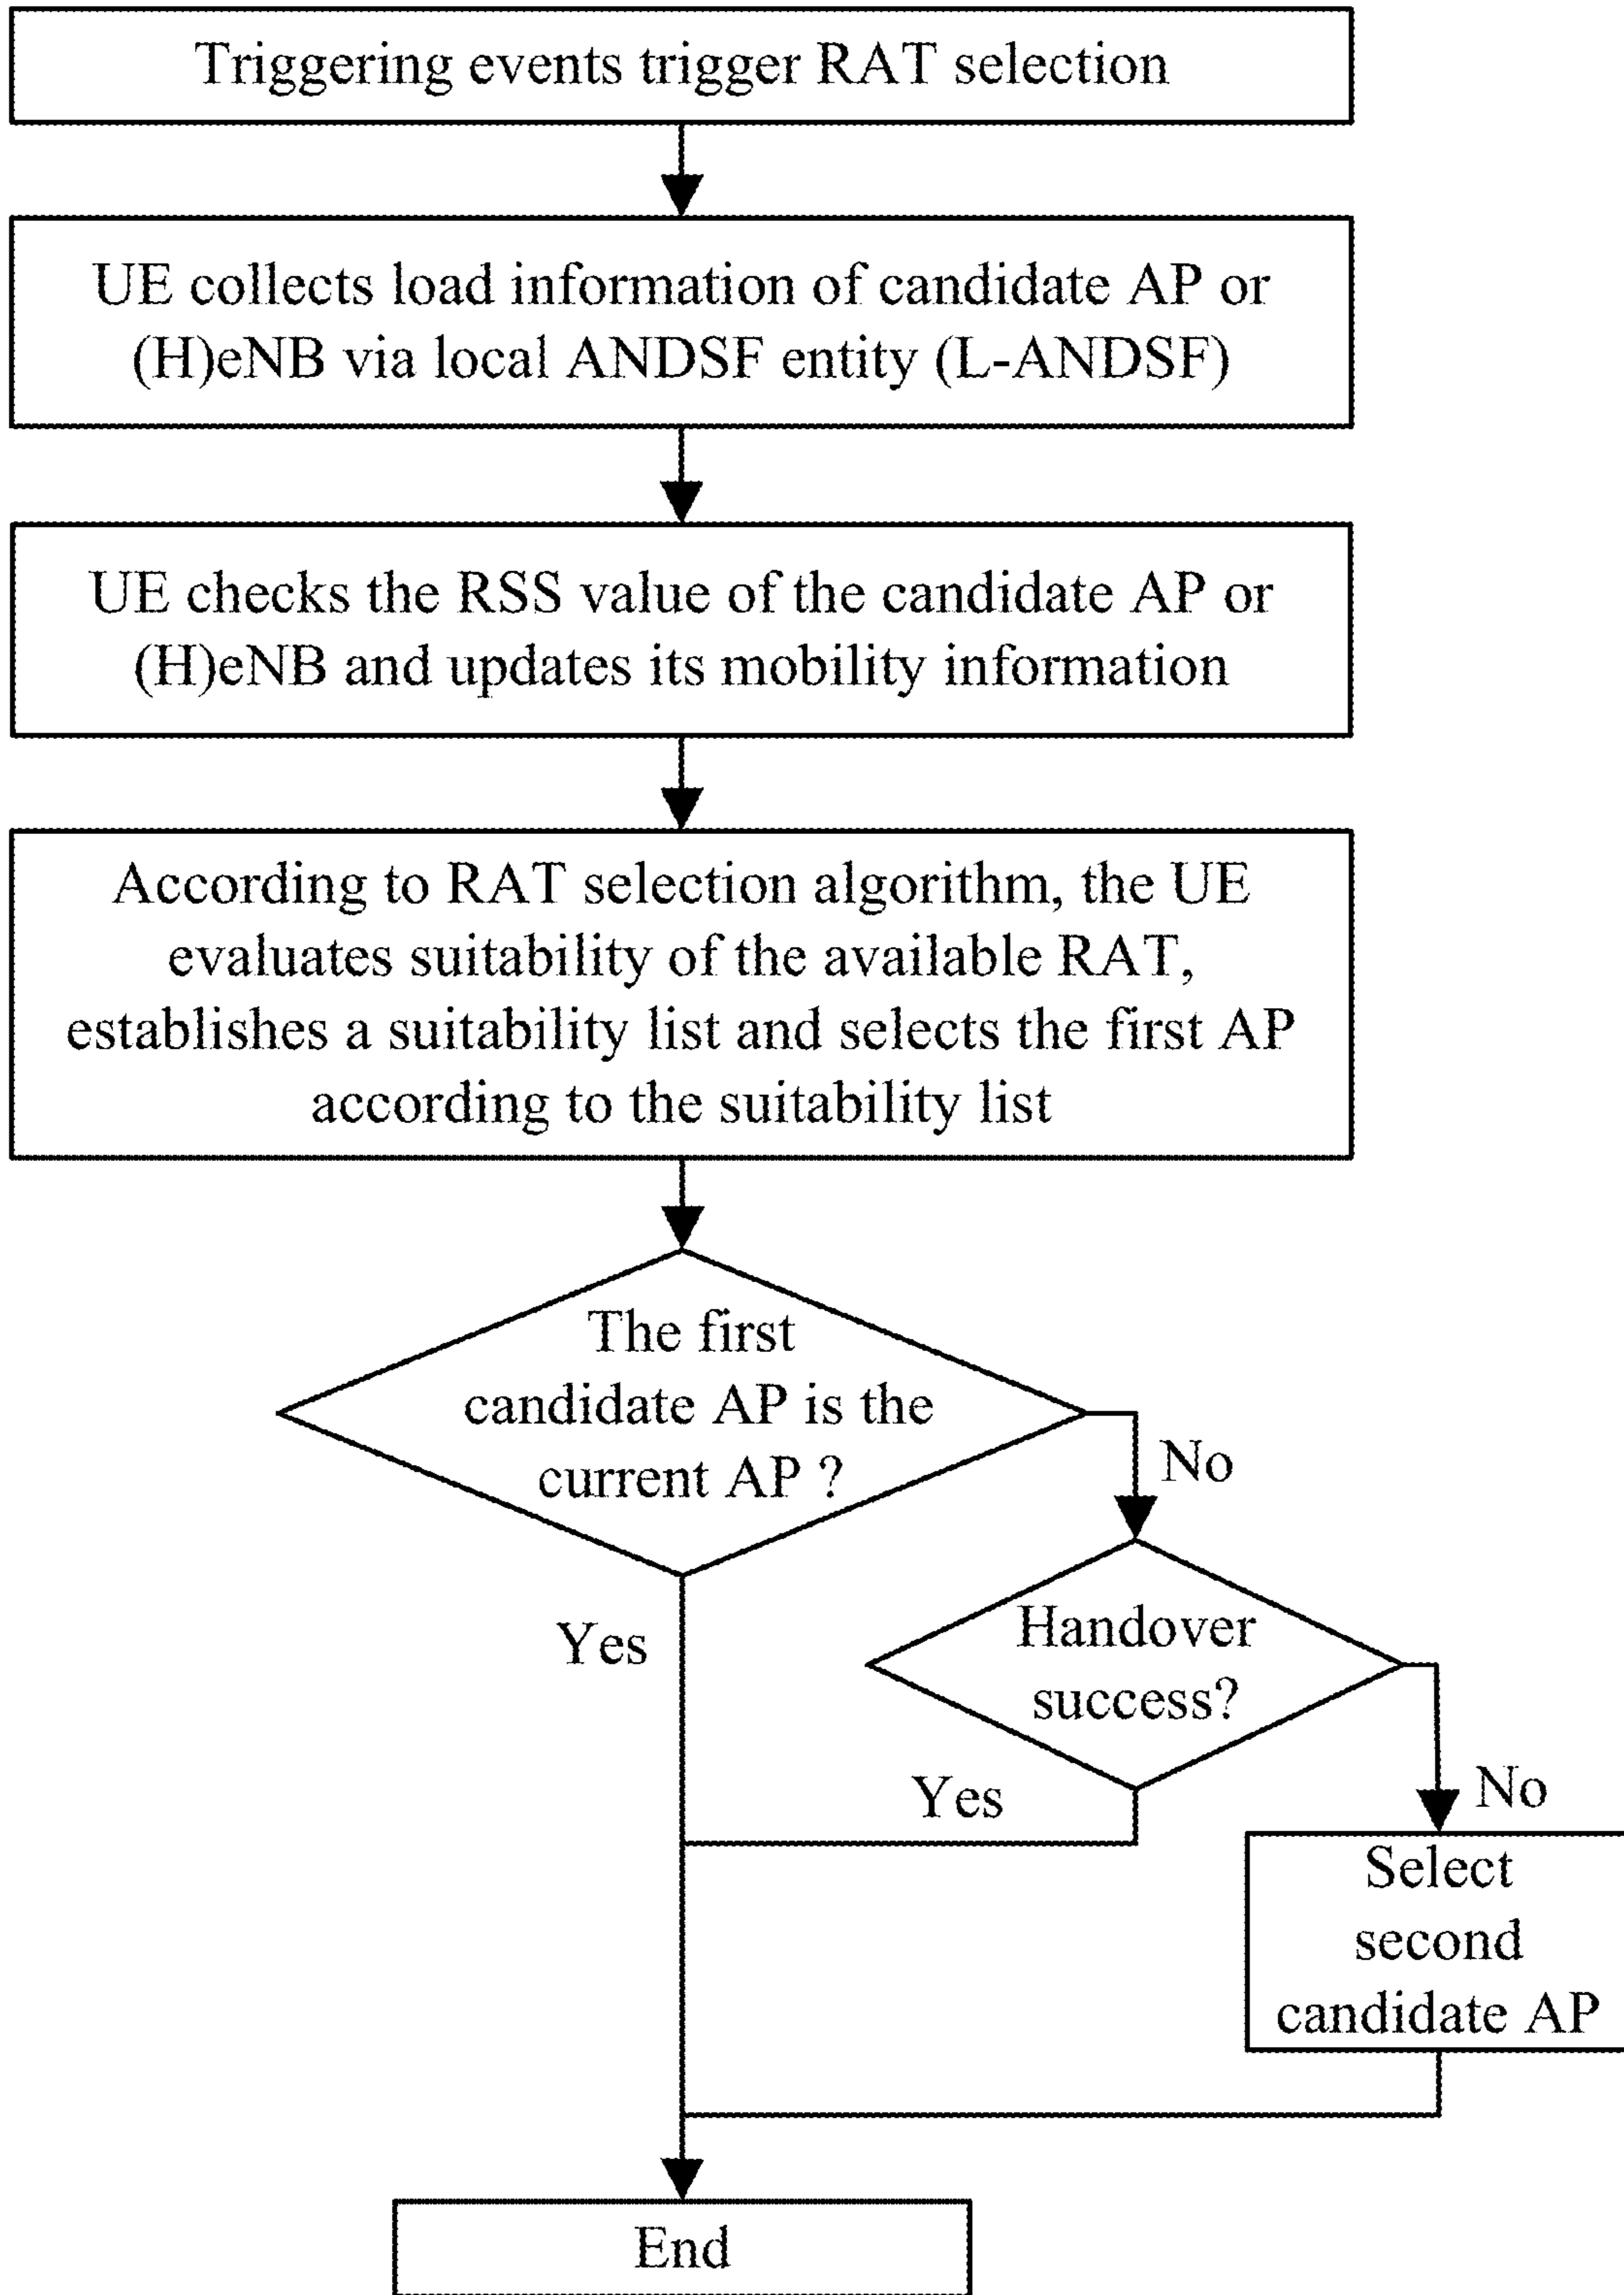 Triggering events trigger RAT selection
UE collects load information of candidate AP or
(H)eNB via local ANDSF entity (L-ANDSF)
UE checks the RSS value of the candidate AP or
(H)eNB and updates its mobility information
According to RAT selection algorithm, the UE
evaluates suitability of the available RAT,
establishes a suitability list and selects the first AP
according to the suitability list
The first
candidate AP is the
current AP ?
No
Yes
Handover
success?
Yes
No
Select
second
candidate AP
End